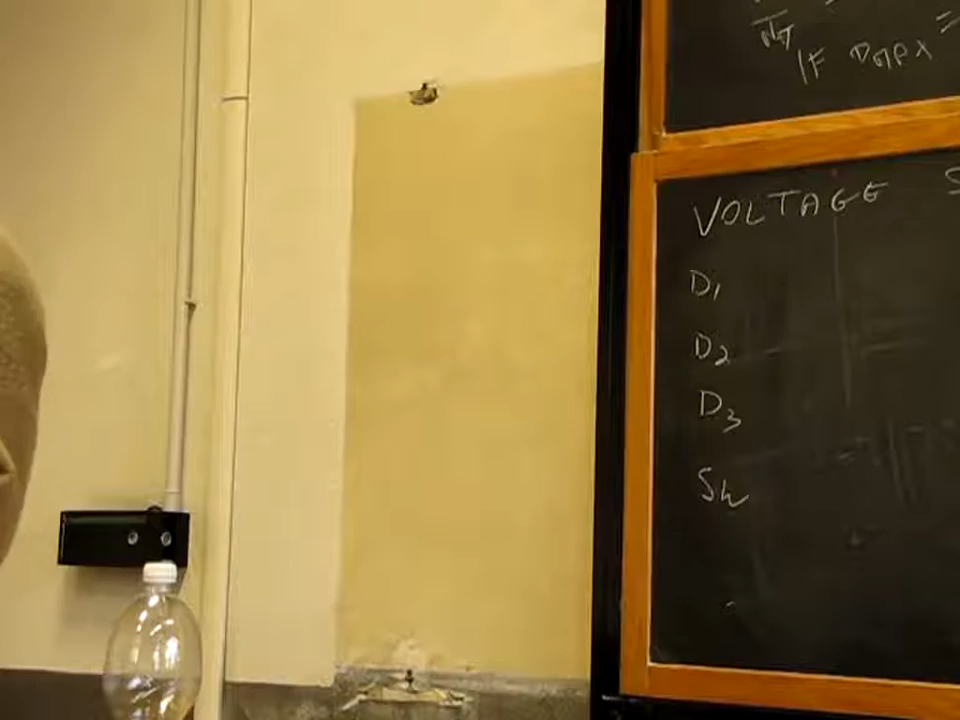 IF DMAX =
VOLTAGE S
D1
D2
D3
SW